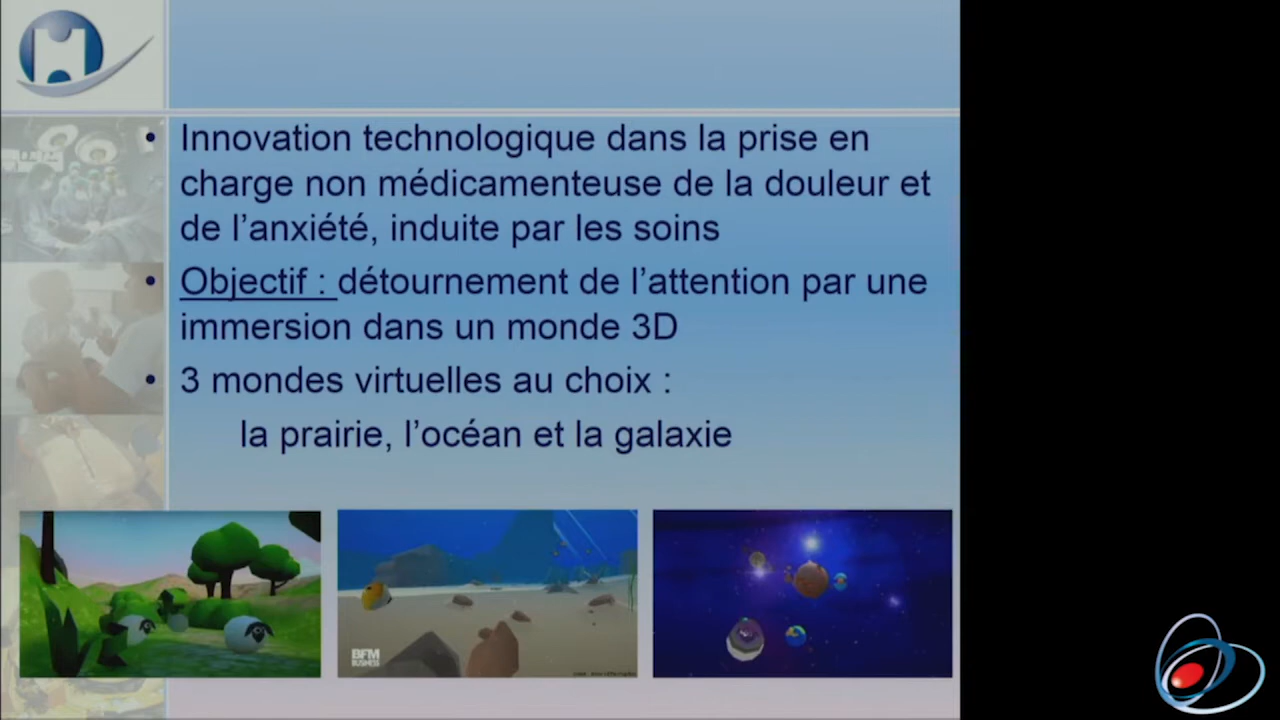 • Innovation technologique dans la prise en
charge non médicamenteuse de la douleur et
de l'anxiété, induite par les soins
• Objectif : détournement de l'attention par une
immersion dans un monde 3D
• 3 mondes virtuelles au choix :
la prairie, l'océan et la galaxie
BFM
BUSINESS